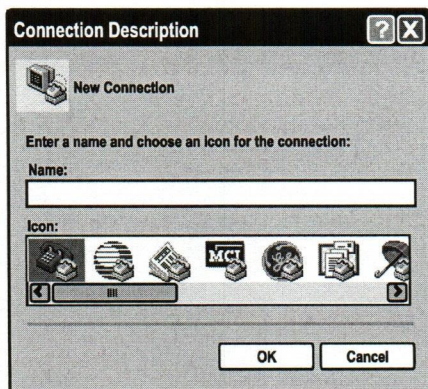 Connection Description
New Connection
Enter a name and choose an icon for the connection:
Name:
Icon:
MCI
OK
Cancel